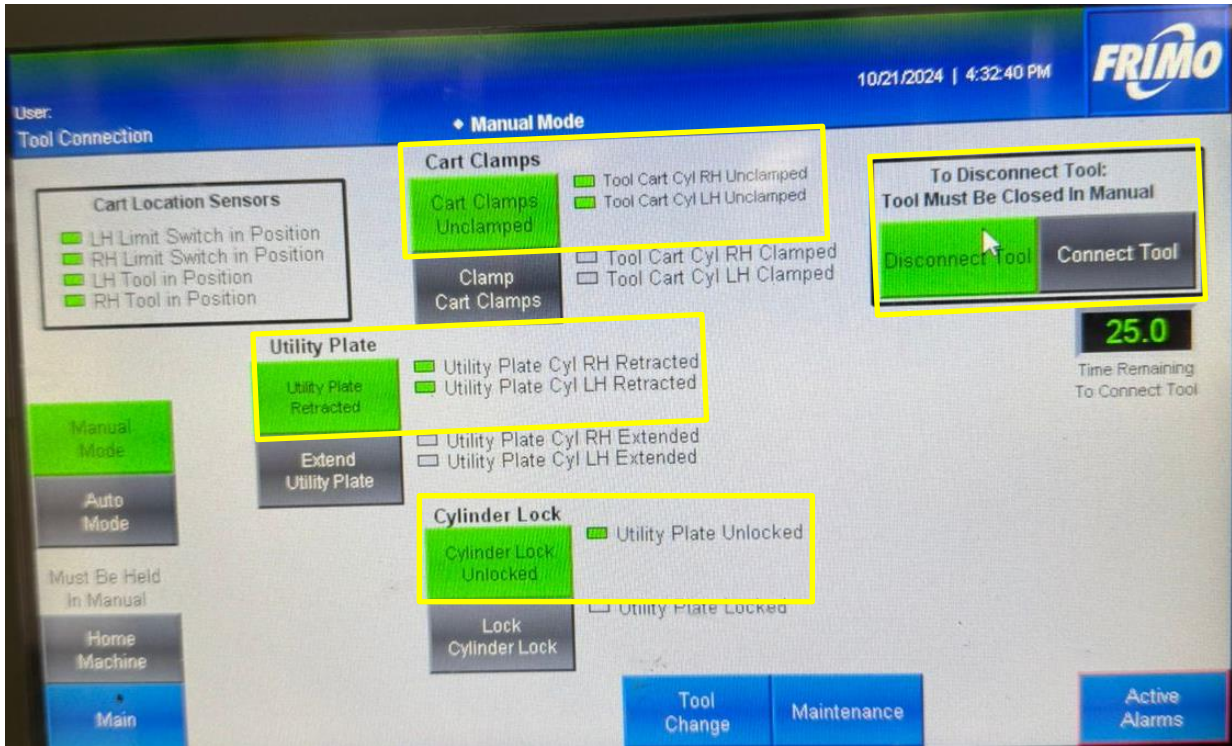 FRIMO
10/21/2024 | 4:32:40 PM
User:
Tool Connection
◆ Manual Mode
Cart Location Sensors
LH Limit Switch in Position
RH Limit Switch in Position
LH Tool in Position
RH Tool in Position
Cart Clamps
Cart Clamps
Unclamped
Tool Cart Cyl RH Unclamped
Tool Cart Cyl LH Unclamped
Clamp
Cart Clamps
Tool Cart Cyl RH Clamped
Tool Cart Cyl LH Clamped
To Disconnect Tool:
Tool Must Be Closed In Manual
Disconnect Tool
Connect Tool
25.0
Time Remaining
To Connect Tool
Utility Plate
Utility Plate
Retracted
Utility Plate Cyl RH Retracted
Utility Plate Cyl LH Retracted
Extend
Utility Plate
Utility Plate Cyl RH Extended
Utility Plate Cyl LH Extended
Manual
Mode
Auto
Mode
Must Be Held
in Manual
Home
Machine
Main
Cylinder Lock
Cylinder Lock
Unlocked
Utility Plate Unlocked
Lock
Cylinder Lock
Utility Plate Locked
Tool
Change
Maintenance
Active
Alarms